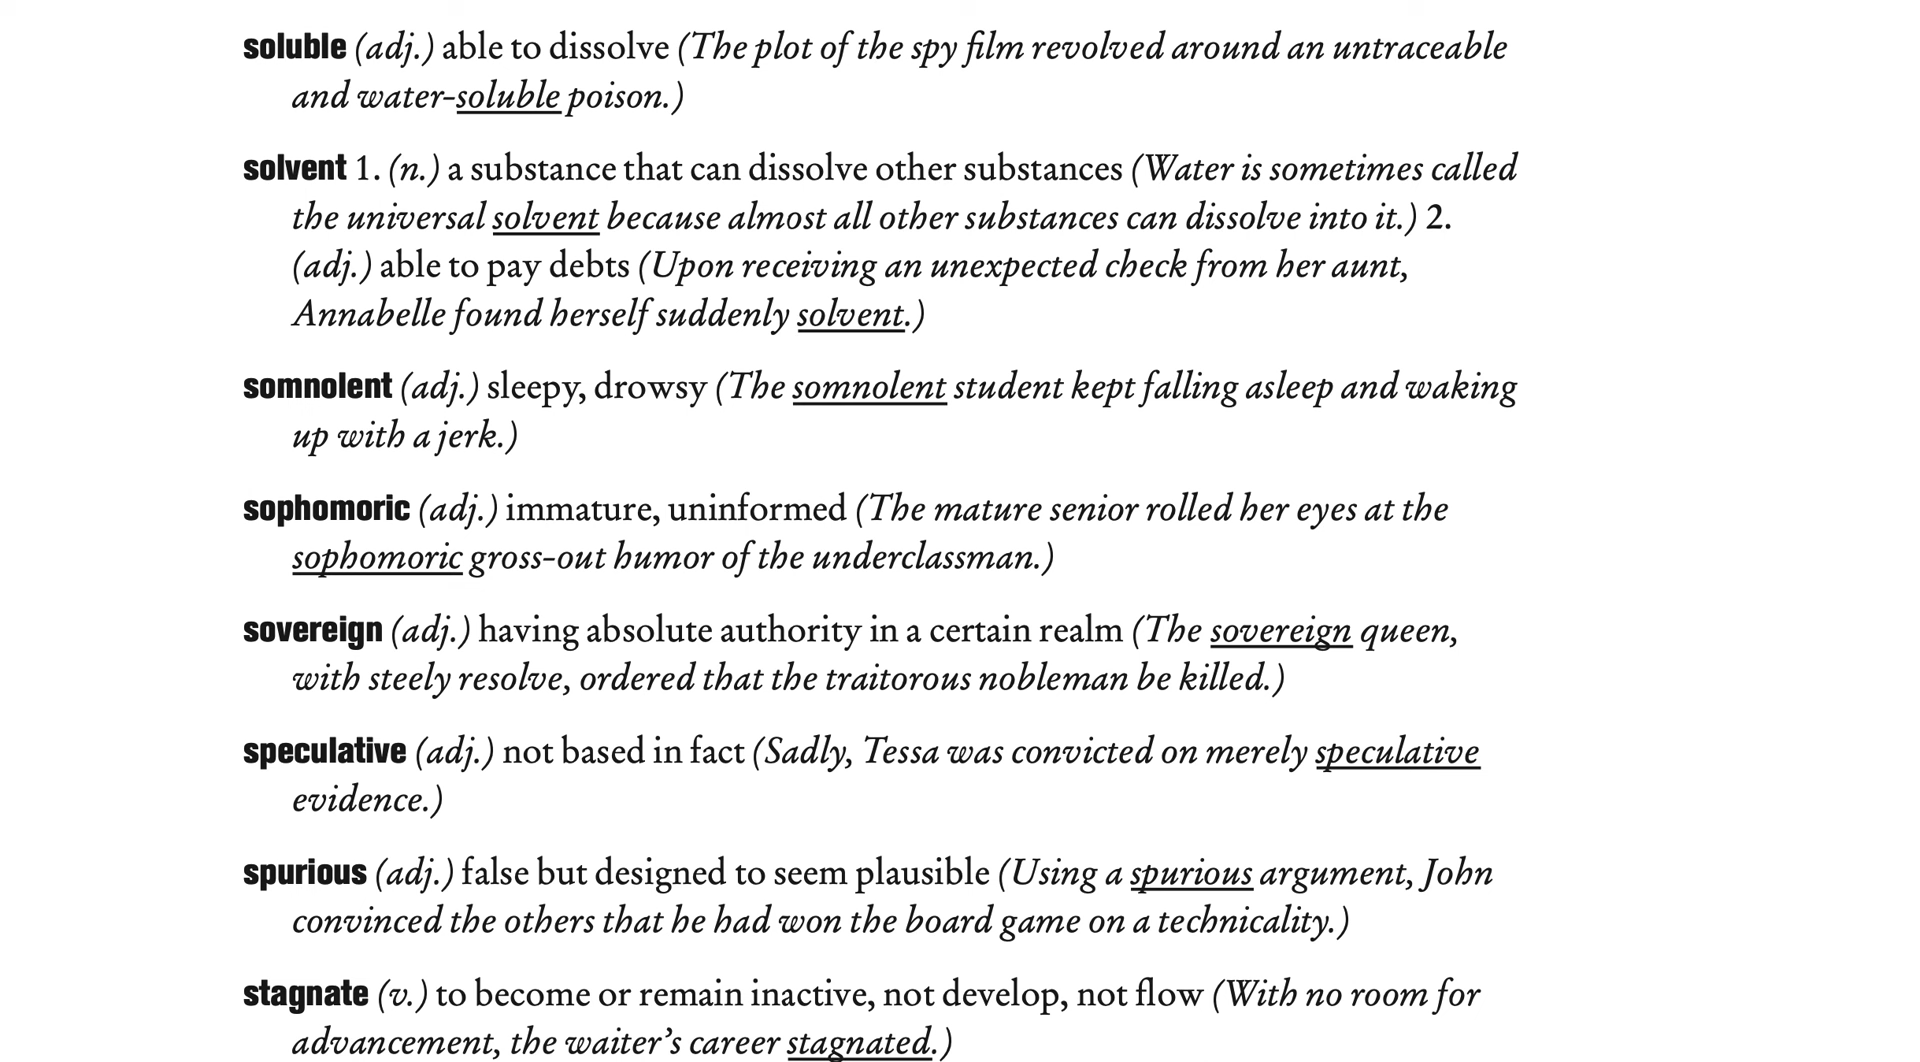 soluble (adj.) able to dissolve (The plot of the spy film revolved around an untraceable
and water-soluble poison.)
solvent 1. (n.) a substance that can dissolve other substances (Water is sometimes called
the universal solvent because almost all other substances can dissolve into it.) 2.
(adj.) able to pay debts (Upon receiving an unexpected check from her aunt,
Annabelle found herself suddenly solvent.)
somnolent (adj.) sleepy, drowsy (The somnolent student kept falling asleep and waking
up with a jerk.)
sophomoric (adj.) immature, uninformed (The mature senior rolled her eyes at the
sophomoric gross-out humor of the underclassman.)
sovereign (adj.) having absolute authority in a certain realm (The sovereign queen,
with steely resolve, ordered that the traitorous nobleman be killed.)
speculative (adj.) not based in fact (Sadly, Tessa was convicted on merely speculative
evidence.)
spurious (adj.) false but designed to seem plausible (Using a spurious argument, John
convinced the others that he had won the board game on a technicality.)
stagnate (v.) to become or remain inactive, not develop, not flow (With no room for
advancement, the waiter’s career stagnated.)